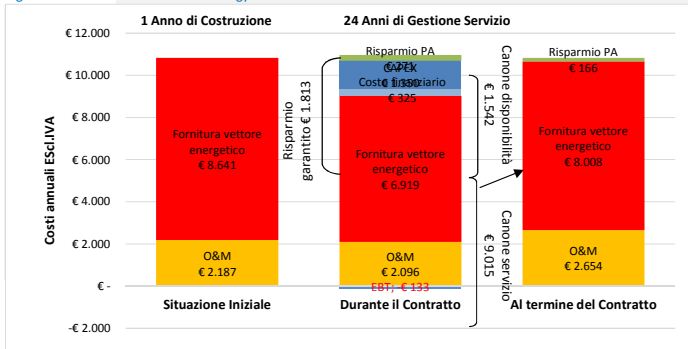 1 Anno di Costruzione
24 Anni di Gestione Servizio
Costi annuali EScl.IVA
€ 12.000
€ 10.000
€ 8.000
€ 6.000
€ 4.000
€ 2.000
€ -
-€ 2.000
Fornitura vettore
energetico
€ 8.641
O&M
€ 2.187
Situazione Iniziale
Risparmio
garantito € 1.813
Risparmio PA
€ 271
CAPEX
Costo finanziario
€ 325
Fornitura vettore
energetico
€ 6.919
O&M
€ 2.096
EBT; -€ 133
Durante il Contratto
Canone disponibilità
€ 1.542
Canone servizio
€ 9.015
Risparmio PA
€ 166
Fornitura vettore
energetico
€ 8.008
O&M
€ 2.654
Al termine del Contratto